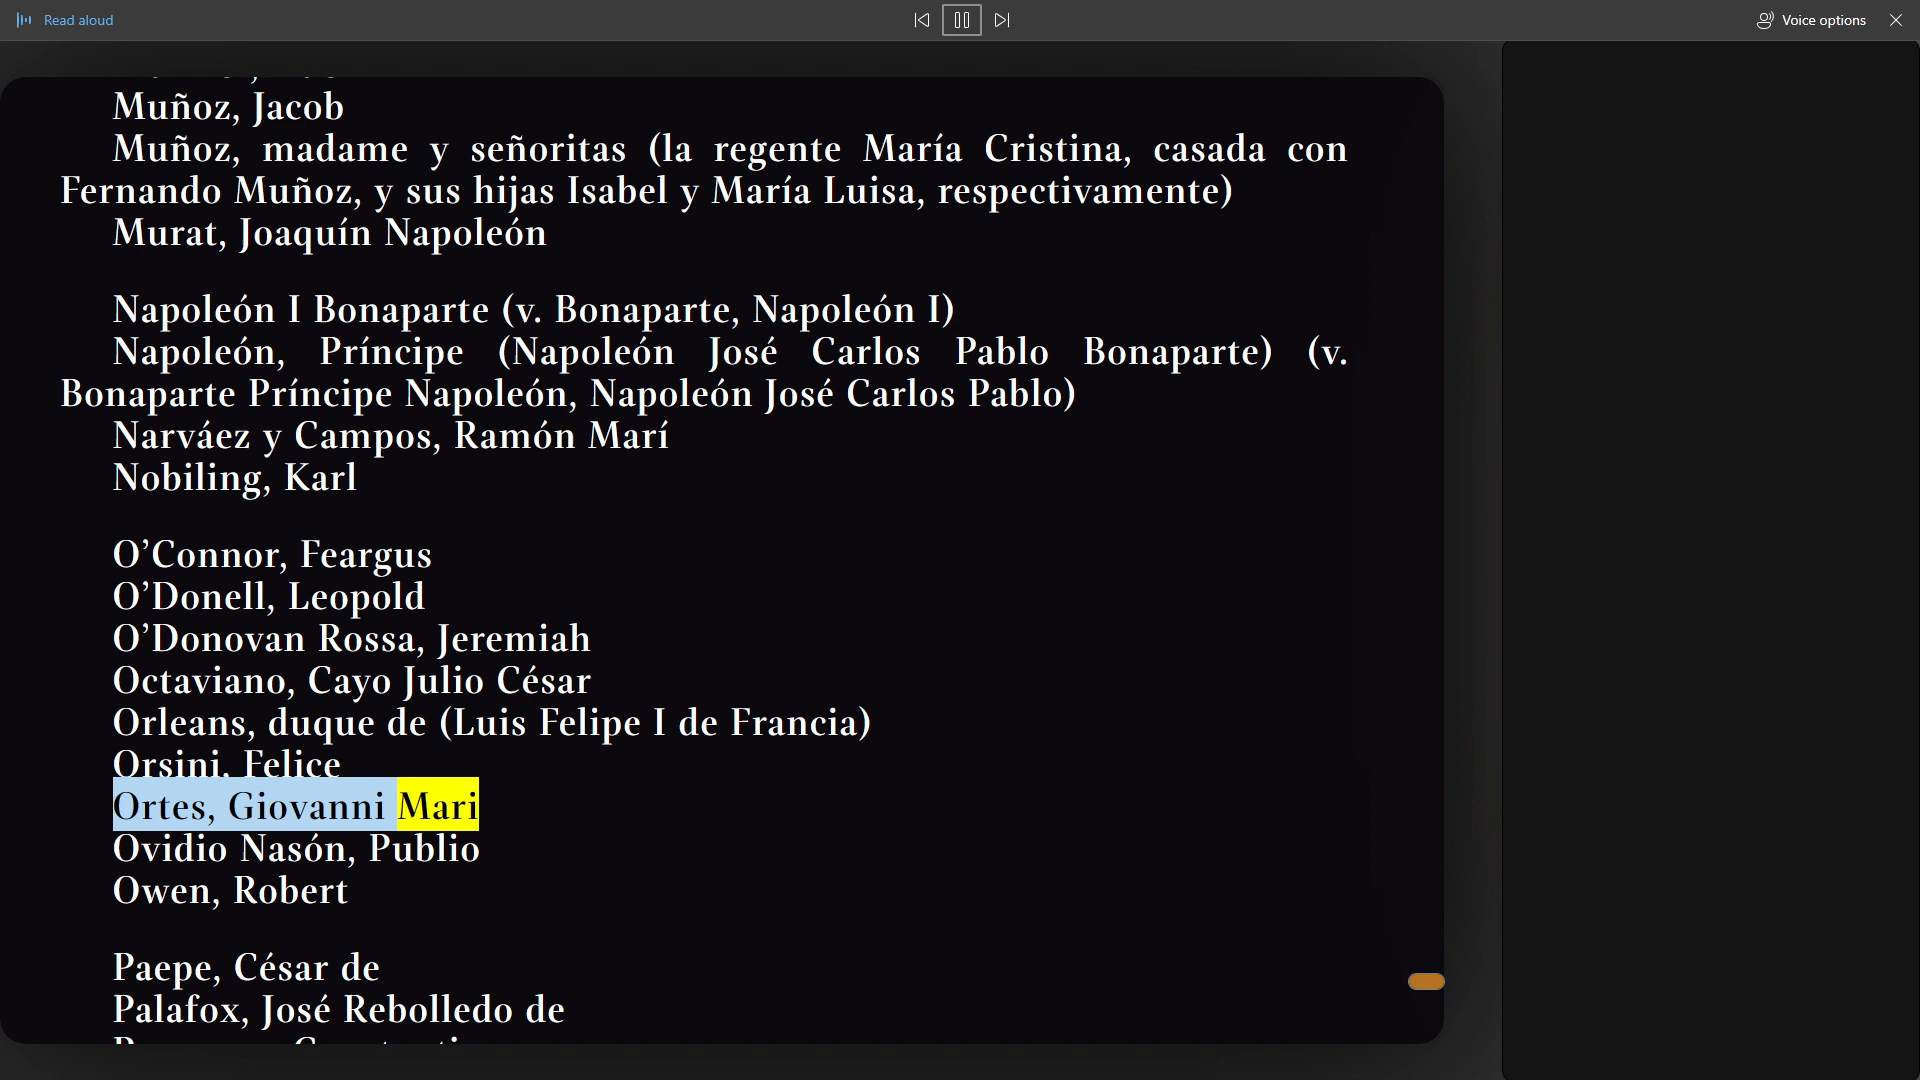 Read aloud
Voice options
Muñoz, Jacob
Muñoz, madame y señoritas (la regente María Cristina, casada con
Fernando Muñoz, y sus hijas Isabel y María Luisa, respectivamente)
Murat, Joaquín Napoleón
Napoleón I Bonaparte (v. Bonaparte, Napoleón I)
Napoleón, Príncipe (Napoleón José Carlos Pablo Bonaparte) (v.
Bonaparte Príncipe Napoleón, Napoleón José Carlos Pablo)
Narváez y Campos, Ramón Marí
Nobiling, Karl
O’Connor, Feargus
O’Donell, Leopold
O’Donovan Rossa, Jeremiah
Octaviano, Cayo Julio César
Orleans, duque de (Luis Felipe I de Francia)
Orsini, Felice
Ortes, Giovanni Mari
Ovidio Nasón, Publio
Owen, Robert
Paepe, César de
Palafox, José Rebolledo de